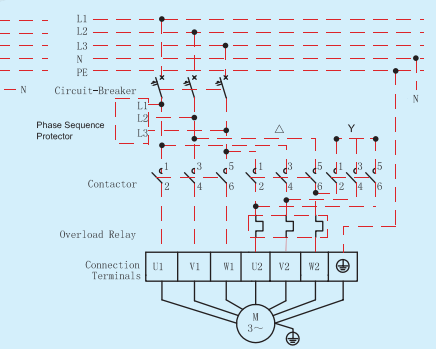 L1
L2
L3
N
PE
N
N
Circuit-Breaker
Phase Sequence
Protector
L1
L2
L3
△
Y
Contactor
1 3 5 1 3 5 1 3 5
2 4 6 2 4 6 2 4 6
Overload Relay
Connection
Terminals
U1 V1 W1 U2 V2 W2
M
3~